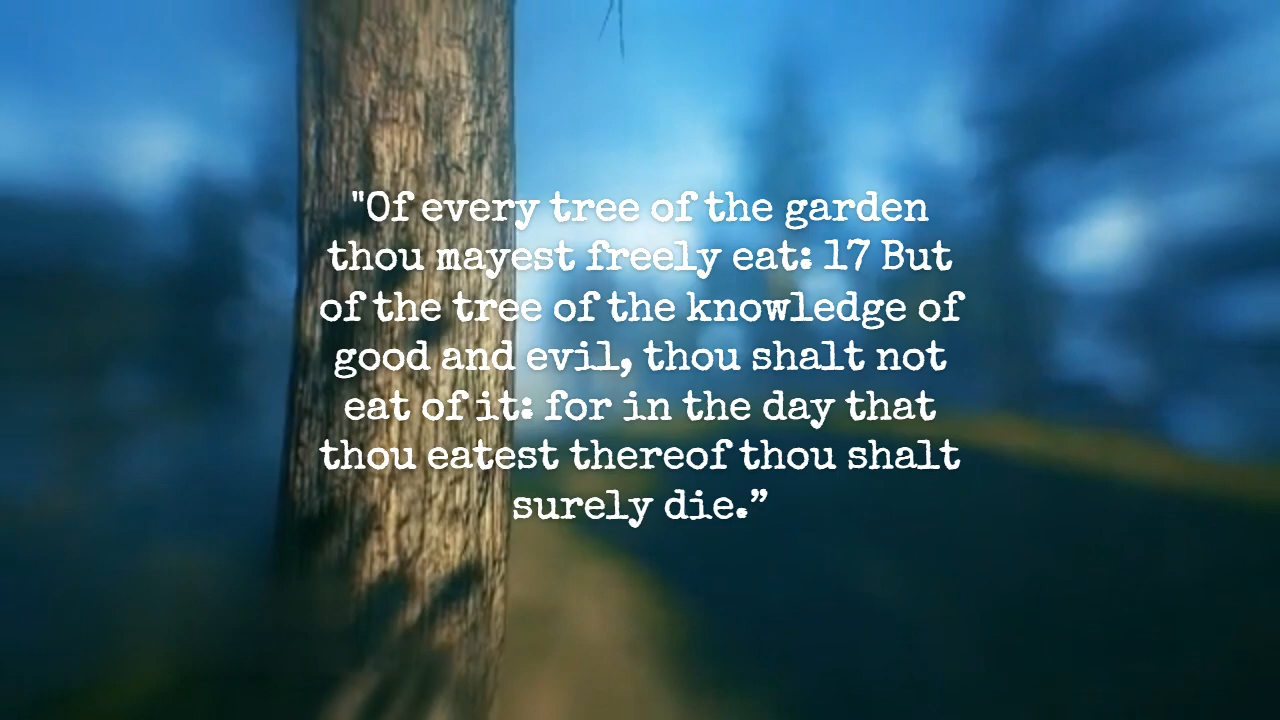 "Of every tree of the garden
thou mayest freely eat: 17 But
of the tree of the knowledge of
good and evil, thou shalt not
eat of it: for in the day that
thou eatest thereof thou shalt
surely die.”